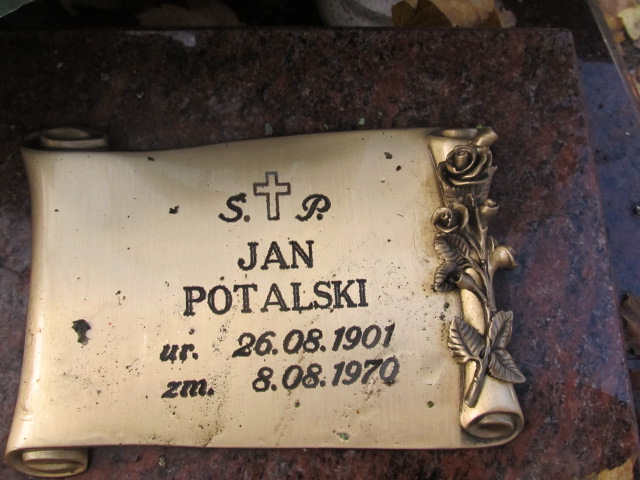 Ś. P.
JAN
POTALSKI
ur. 26.08.1901
zm. 8.08.1970